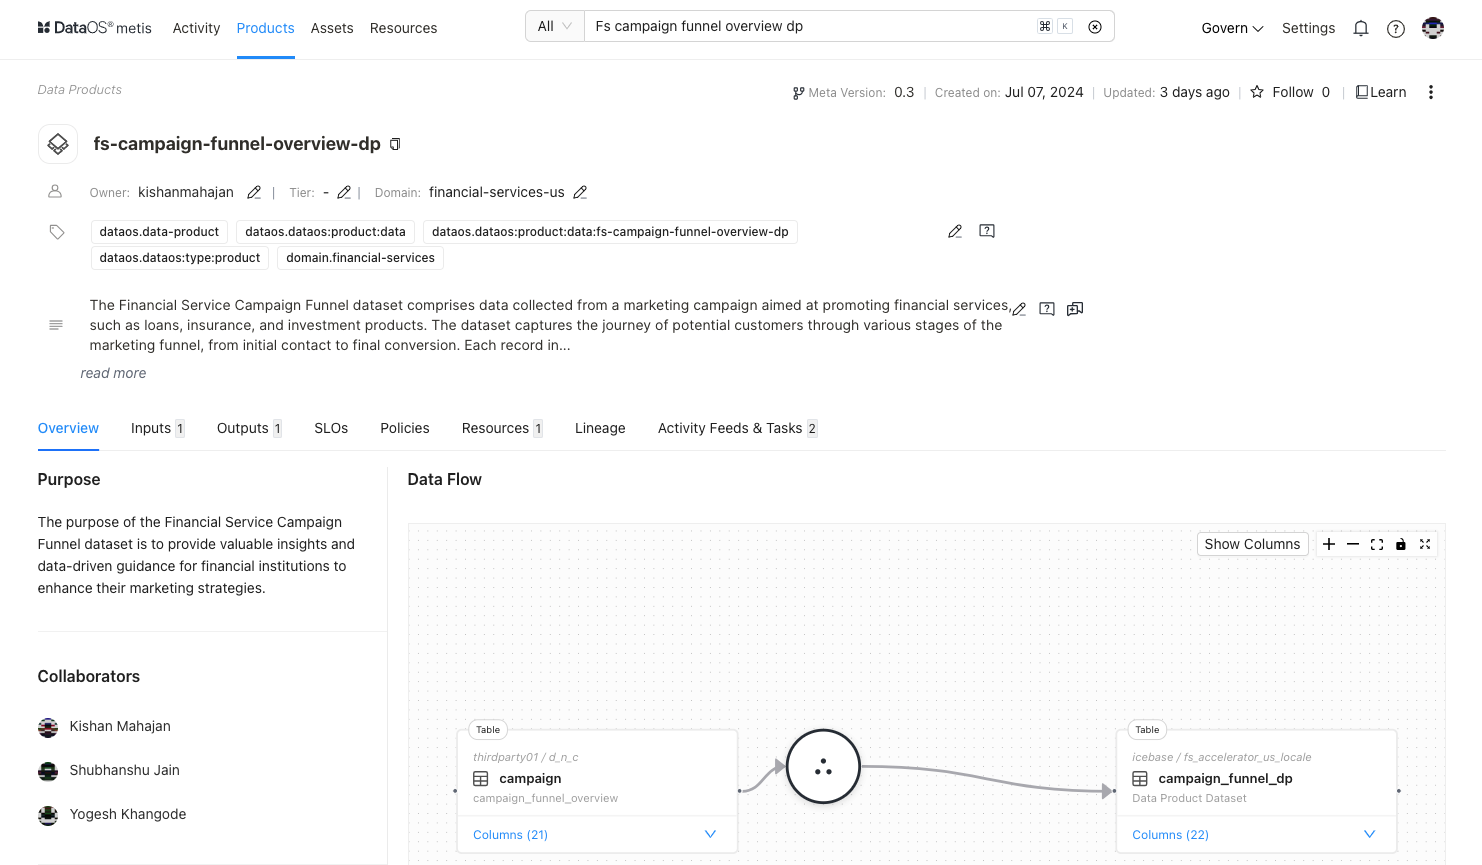 DataOS® metis Activity Products Assets Resources All Fs campaign funnel overview dp ⌘ K Govern Settings
Data Products
Meta Version: 0.3 | Created on: Jul 07, 2024 | Updated: 3 days ago | Follow 0 | Learn
fs-campaign-funnel-overview-dp
Owner: kishanmahajan | Tier: - | Domain: financial-services-us
dataos.data-product dataos.dataos:product:data dataos.dataos:product:data:fs-campaign-funnel-overview-dp
dataos.dataos:type:product domain.financial-services
The Financial Service Campaign Funnel dataset comprises data collected from a marketing campaign aimed at promoting financial services,
such as loans, insurance, and investment products. The dataset captures the journey of potential customers through various stages of the
marketing funnel, from initial contact to final conversion. Each record in...
read more
Overview Inputs 1 Outputs 1 SLOs Policies Resources 1 Lineage Activity Feeds & Tasks 2
Purpose
The purpose of the Financial Service Campaign
Funnel dataset is to provide valuable insights and
data-driven guidance for financial institutions to
enhance their marketing strategies.
Collaborators
Kishan Mahajan
Shubhanshu Jain
Yogesh Khangode
Data Flow
Show Columns
Table
thirdparty01 / d_n_c
campaign
campaign_funnel_overview
Columns (21)
Table
icebase / fs_accelerator_us_locale
campaign_funnel_dp
Data Product Dataset
Columns (22)